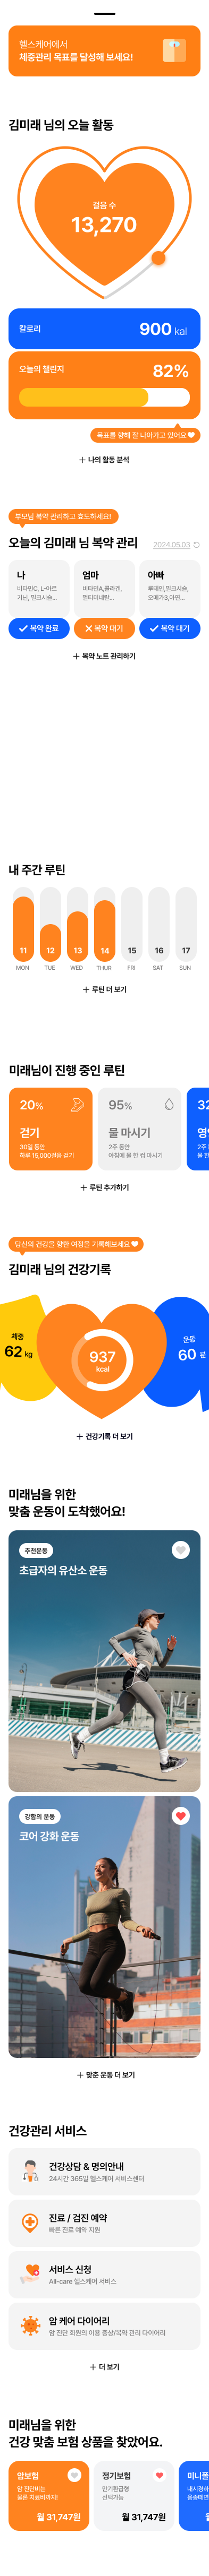 헬스케어에서
체중관리 목표를 달성해 보세요!
김미래 님의 오늘 활동
걸음 수
13,270
칼로리
900 kal
오늘의 챌린지
82%
목표를 향해 잘 나아가고 있어요
+ 나의 활동 분석
부모님 복약 관리하고 효도하세요!
오늘의 김미래 님 복약 관리
2024.05.03
나
비타민C, L-아르
기닌, 밀크시슬...
복약 완료
엄마
비타민A,콜라겐,
멀티미네랄...
복약 대기
아빠
루테인,밀크시슬,
오메가3,아연...
복약 대기
+ 복약 노트 관리하기
내 주간 루틴
11 12 13 14 15 16 17
MON TUE WED THUR FRI SAT SUN
+ 루틴 더 보기
미래님이 진행 중인 루틴
20%
걷기
30일 동안
하루 15,000걸음 걷기
95%
물 마시기
2주 동안
아침에 물 한 컵 마시기
32
2주
+ 루틴 추가하기
당신의 건강을 향한 여정을 기록해보세요
김미래 님의 건강기록
체중
62 kg
937
kcal
운동
60 분
+ 건강기록 더 보기
미래님을 위한
맞춤 운동이 도착했어요!
추천운동
초급자의 유산소 운동
강함의 운동
코어 강화 운동
+ 맞춘 운동 더 보기
건강관리 서비스
건강상담 & 명의안내
24시간 365일 헬스케어 서비스센터
진료 / 검진 예약
빠른 진료 예약 지원
서비스 신청
All-care 헬스케어 서비스
암 케어 다이어리
암 진단 회원의 이용 증상/복약 관리 다이어리
+ 더 보기
미래님을 위한
건강 맞춤 보험 상품을 찾았어요.
암보험
암 진단비는
물론 치료비까지!
월 31,747원
정기보험
만기환급형
선택가능
월 31,747원
미니폴